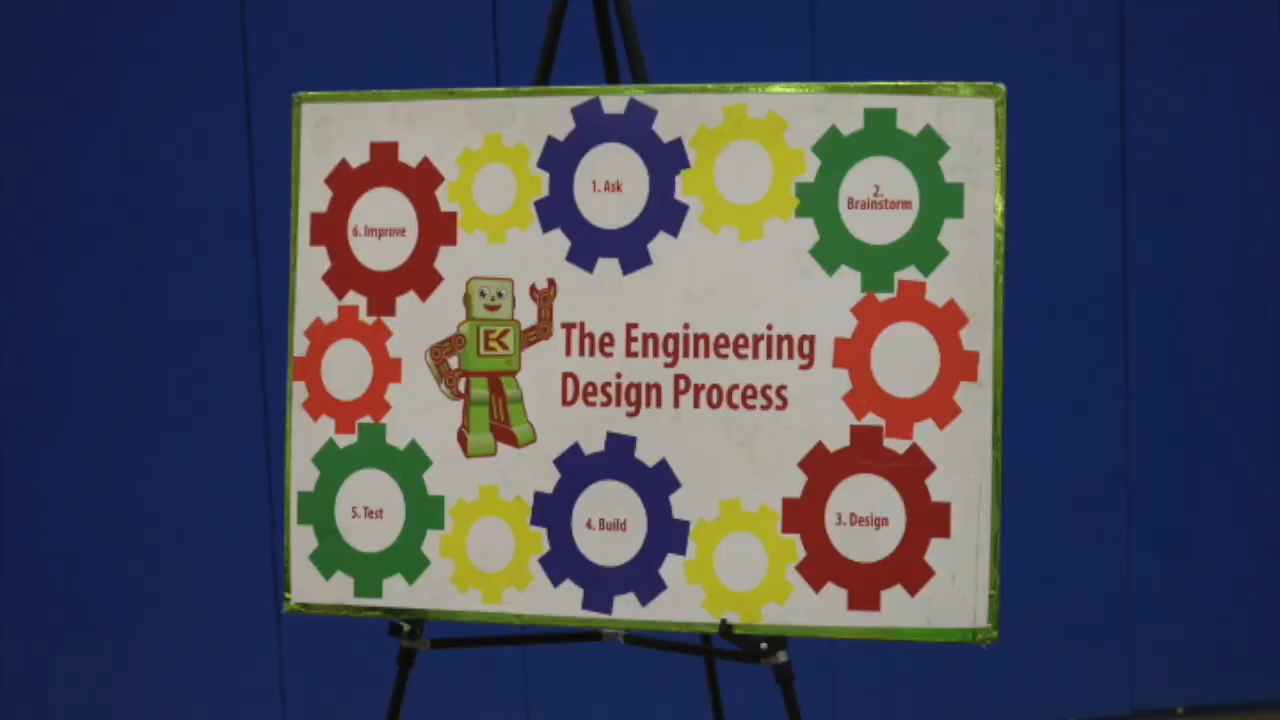 1. Ask
2.
Brainstorm
6. Improve
EK
The Engineering
Design Process
5. Test
4. Build
3. Design